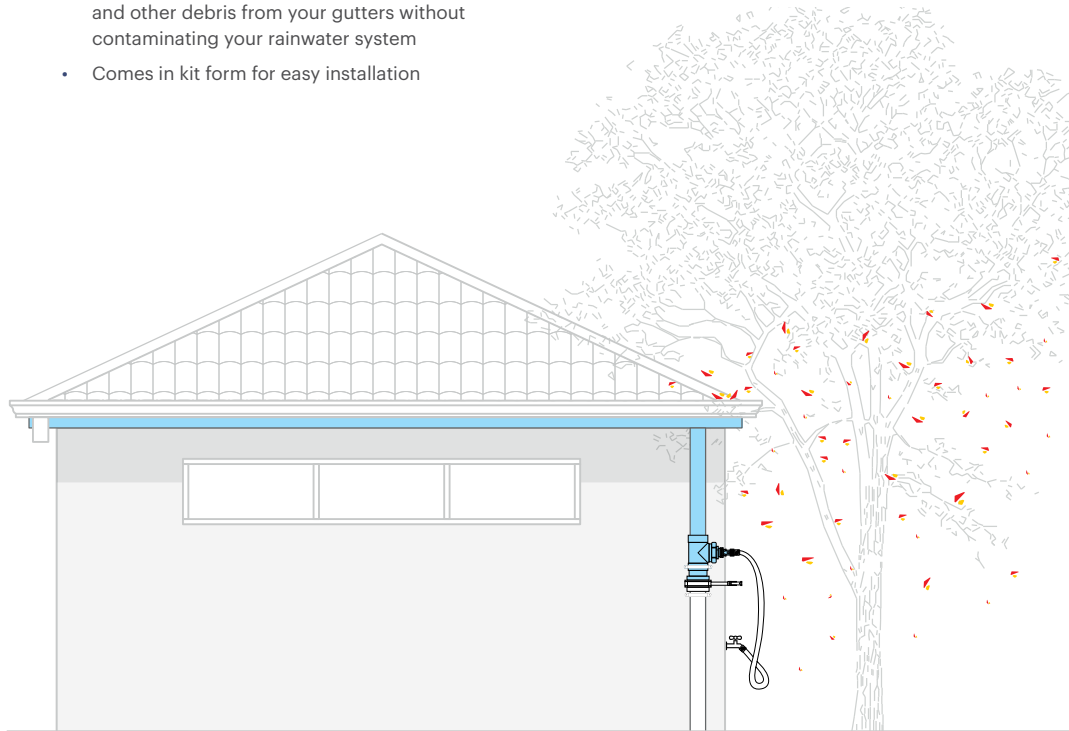 and other debris from your gutters without
contaminating your rainwater system
• Comes in kit form for easy installation